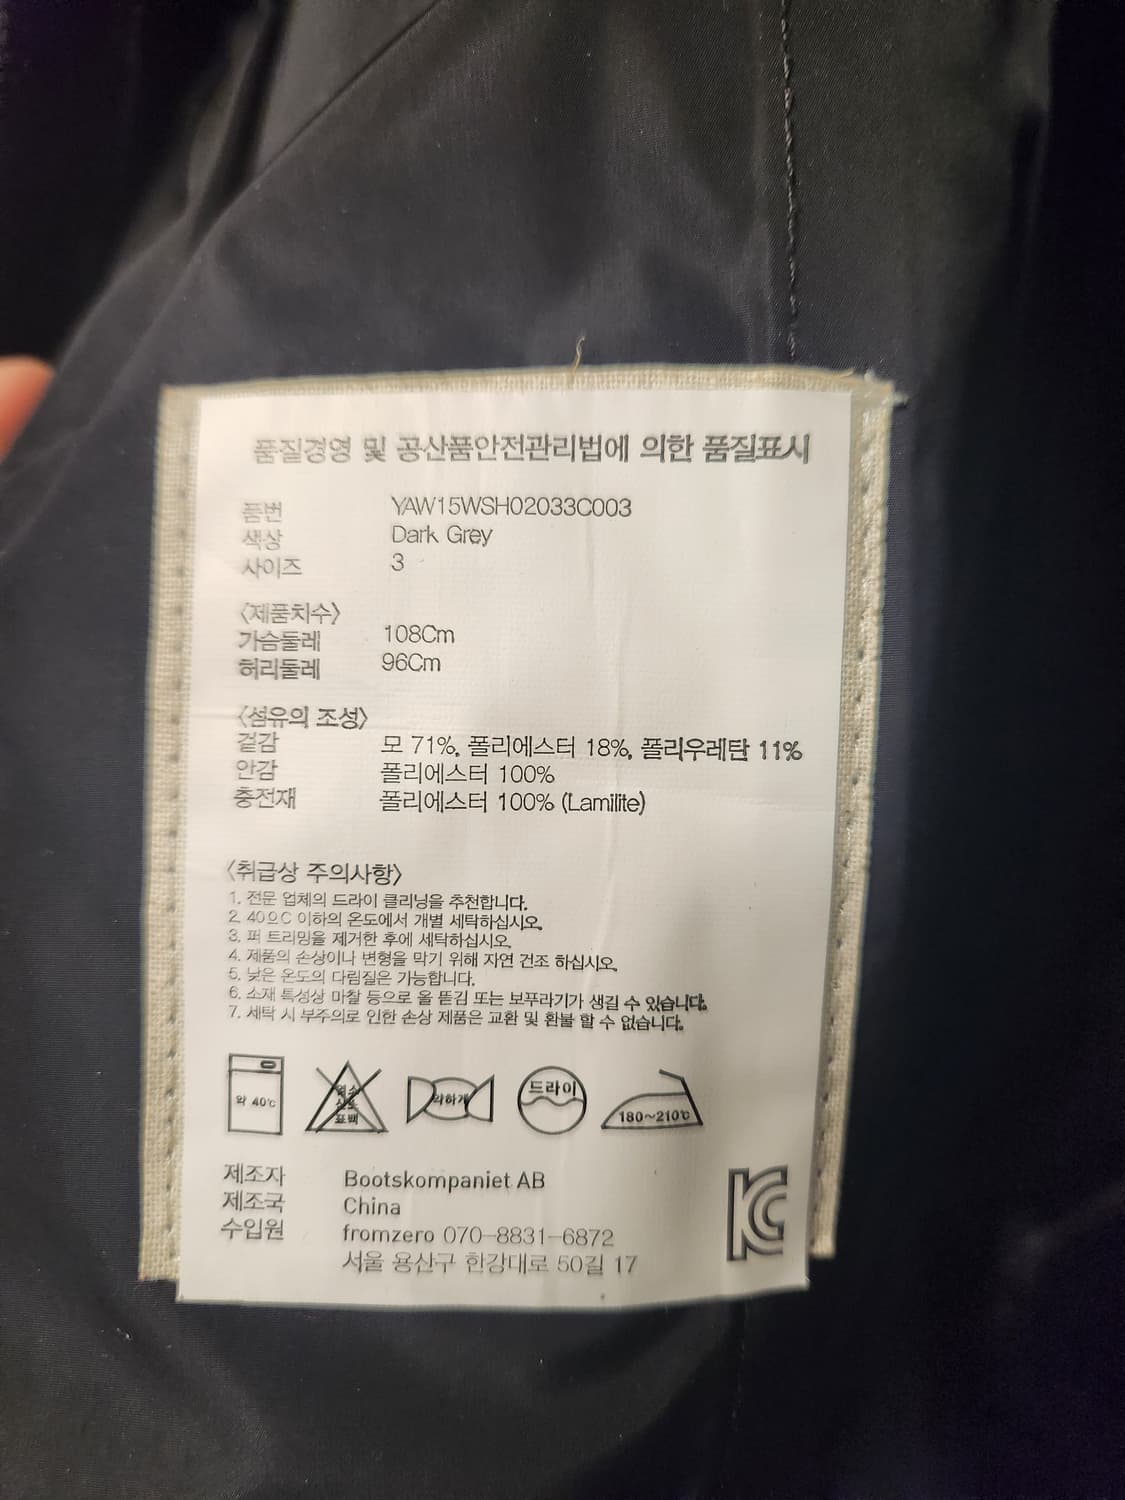 품질경영 및 공산품안전관리법에 의한 품질표시
품번 YAW15WSH02033C003
색상 Dark Grey
사이즈 3
〈제품치수〉
가슴둘레 108Cm
허리둘레 96Cm
〈섬유의 조성〉
겉감 모 71%, 폴리에스터 18%, 폴리우레탄 11%
안감 폴리에스터 100%
충전재 폴리에스터 100% (Lamilite)
〈취급상 주의사항〉
1. 전문 업체의 드라이 클리닝을 추천합니다.
2. 40으C 이하의 온도에서 개별 세탁하십시오.
3. 퍼 트리밍을 제거한 후에 세탁하십시오.
4. 제품의 손상이나 변형을 막기 위해 자연 건조 하십시오.
5. 낮은 온도의 다림질은 가능합니다.
6. 소재 특성상 마찰 등으로 올 뜯김 또는 보푸라기가 생길 수 있습니다.
7. 세탁 시 부주의로 인한 손상 제품은 교환 및 환불 할 수 없습니다.
약 40℃
염소
산소
표백
약하게
드라이
180~210℃
제조자 Bootskompaniet AB
제조국 China
수입원 fromzero 070-8831-6872
서울 용산구 한강대로 50길 17
KC